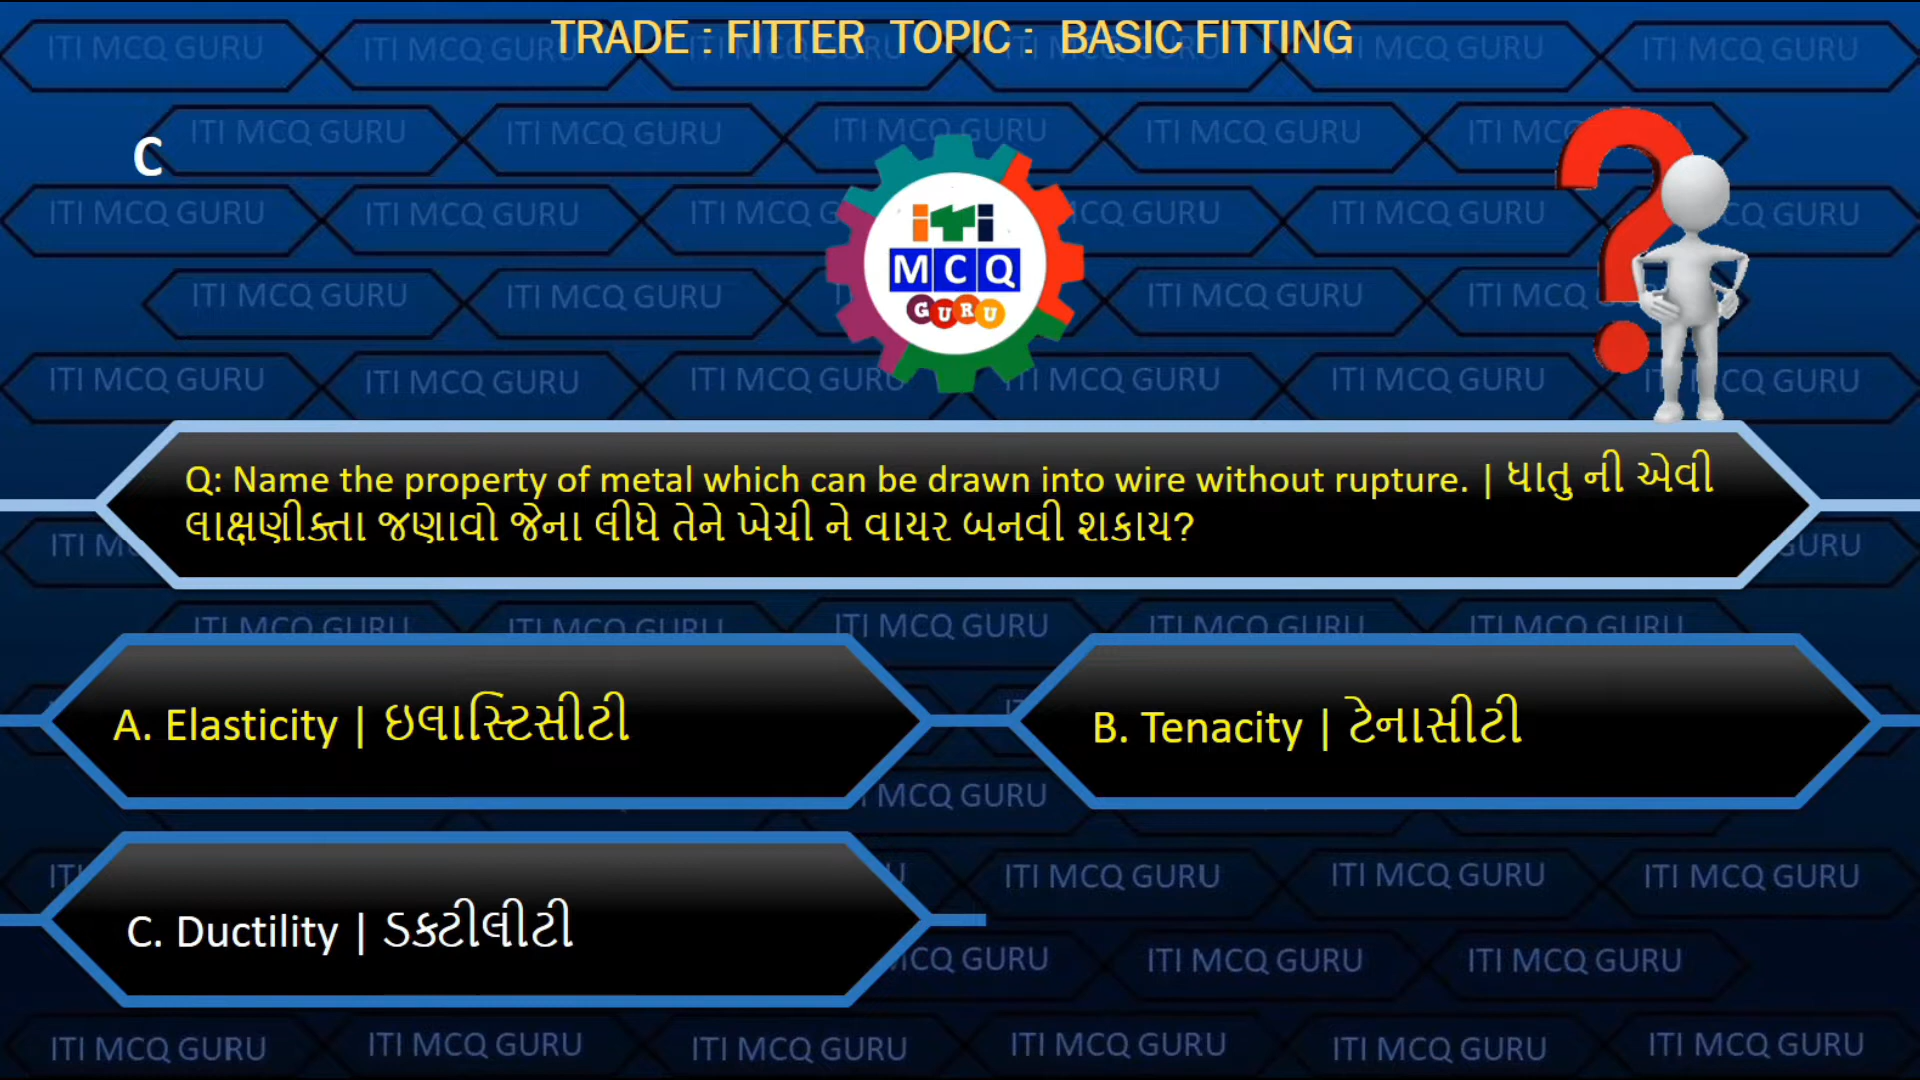 TRADE : FITTER TOPIC : BASIC FITTING
C
iTi
MCQ
GURU
Q: Name the property of metal which can be drawn into wire without rupture. | ધાતુ ની એવી
લાક્ષણીક્તા જણાવો જેના લીધે તેને ખેચી ને વાયર બનવી શકાય?
A. Elasticity | ઇલાસ્ટિસીટી
B. Tenacity | ટેનાસીટી
C. Ductility | ડક્ટીલીટી